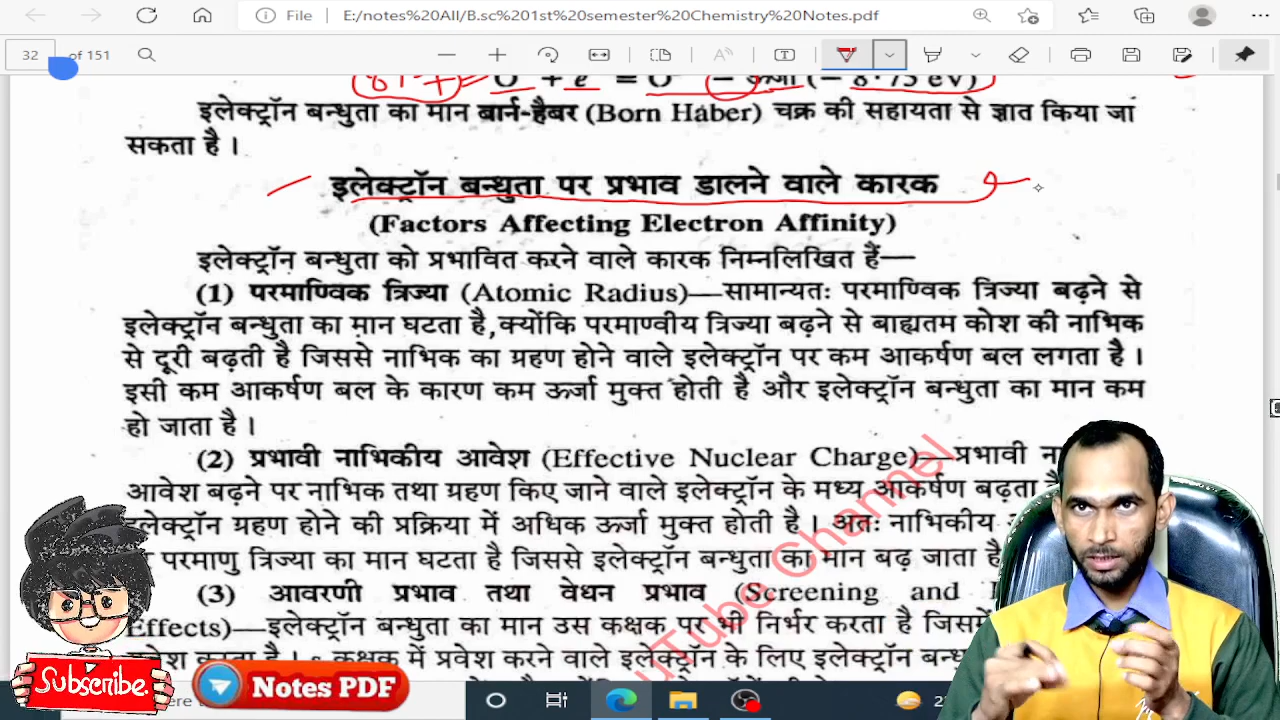 File
E:/notes%20All/B.sc%201st%20semester%20Chemistry%20Notes.pdf
32 of 151
इलेक्ट्रॉन बन्धुता का मान बार्न-हैबर (Born Haber) चक्र की सहायता से ज्ञात किया जा
सकता है।
इलेक्ट्रॉन बन्धुता पर प्रभाव डालने वाले कारक
(Factors Affecting Electron Affinity)
इलेक्ट्रॉन बन्धुता को प्रभावित करने वाले कारक निम्नलिखित हैं—
(1) परमाण्विक त्रिज्या (Atomic Radius)—सामान्यतः परमाण्विक त्रिज्या बढ़ने से
इलेक्ट्रॉन बन्धुता का मान घटता है, क्योंकि परमाण्वीय त्रिज्या बढ़ने से बाह्यतम कोश की नाभिक
से दूरी बढ़ती है जिससे नाभिक का ग्रहण होने वाले इलेक्ट्रॉन पर कम आकर्षण बल लगता है।
इसी कम आकर्षण बल के कारण कम ऊर्जा मुक्त होती है और इलेक्ट्रॉन बन्धुता का मान कम
हो जाता है।
(2) प्रभावी नाभिकीय आवेश (Effective Nuclear Charge)—प्रभावी
आवेश बढ़ने पर नाभिक तथा ग्रहण किए जाने वाले इलेक्ट्रॉन के मध्य आकर्षण बढ़ता
इलेक्ट्रॉन ग्रहण होने की प्रक्रिया में अधिक ऊर्जा मुक्त होती है। अतः नाभिकीय
परमाणु त्रिज्या का मान घटता है जिससे इलेक्ट्रॉन बन्धुता का मान बढ़ जाता है
(3) आवरणी प्रभाव तथा वेधन प्रभाव (Screening and
Effects)—इलेक्ट्रॉन बन्धुता का मान उस कक्षक पर भी निर्भर करता है जिसमें
कक्षक में प्रवेश करने वाले इलेक्ट्रॉन के लिए इलेक्ट्रॉन
Tube Channel
Subscribe.
Notes PDF